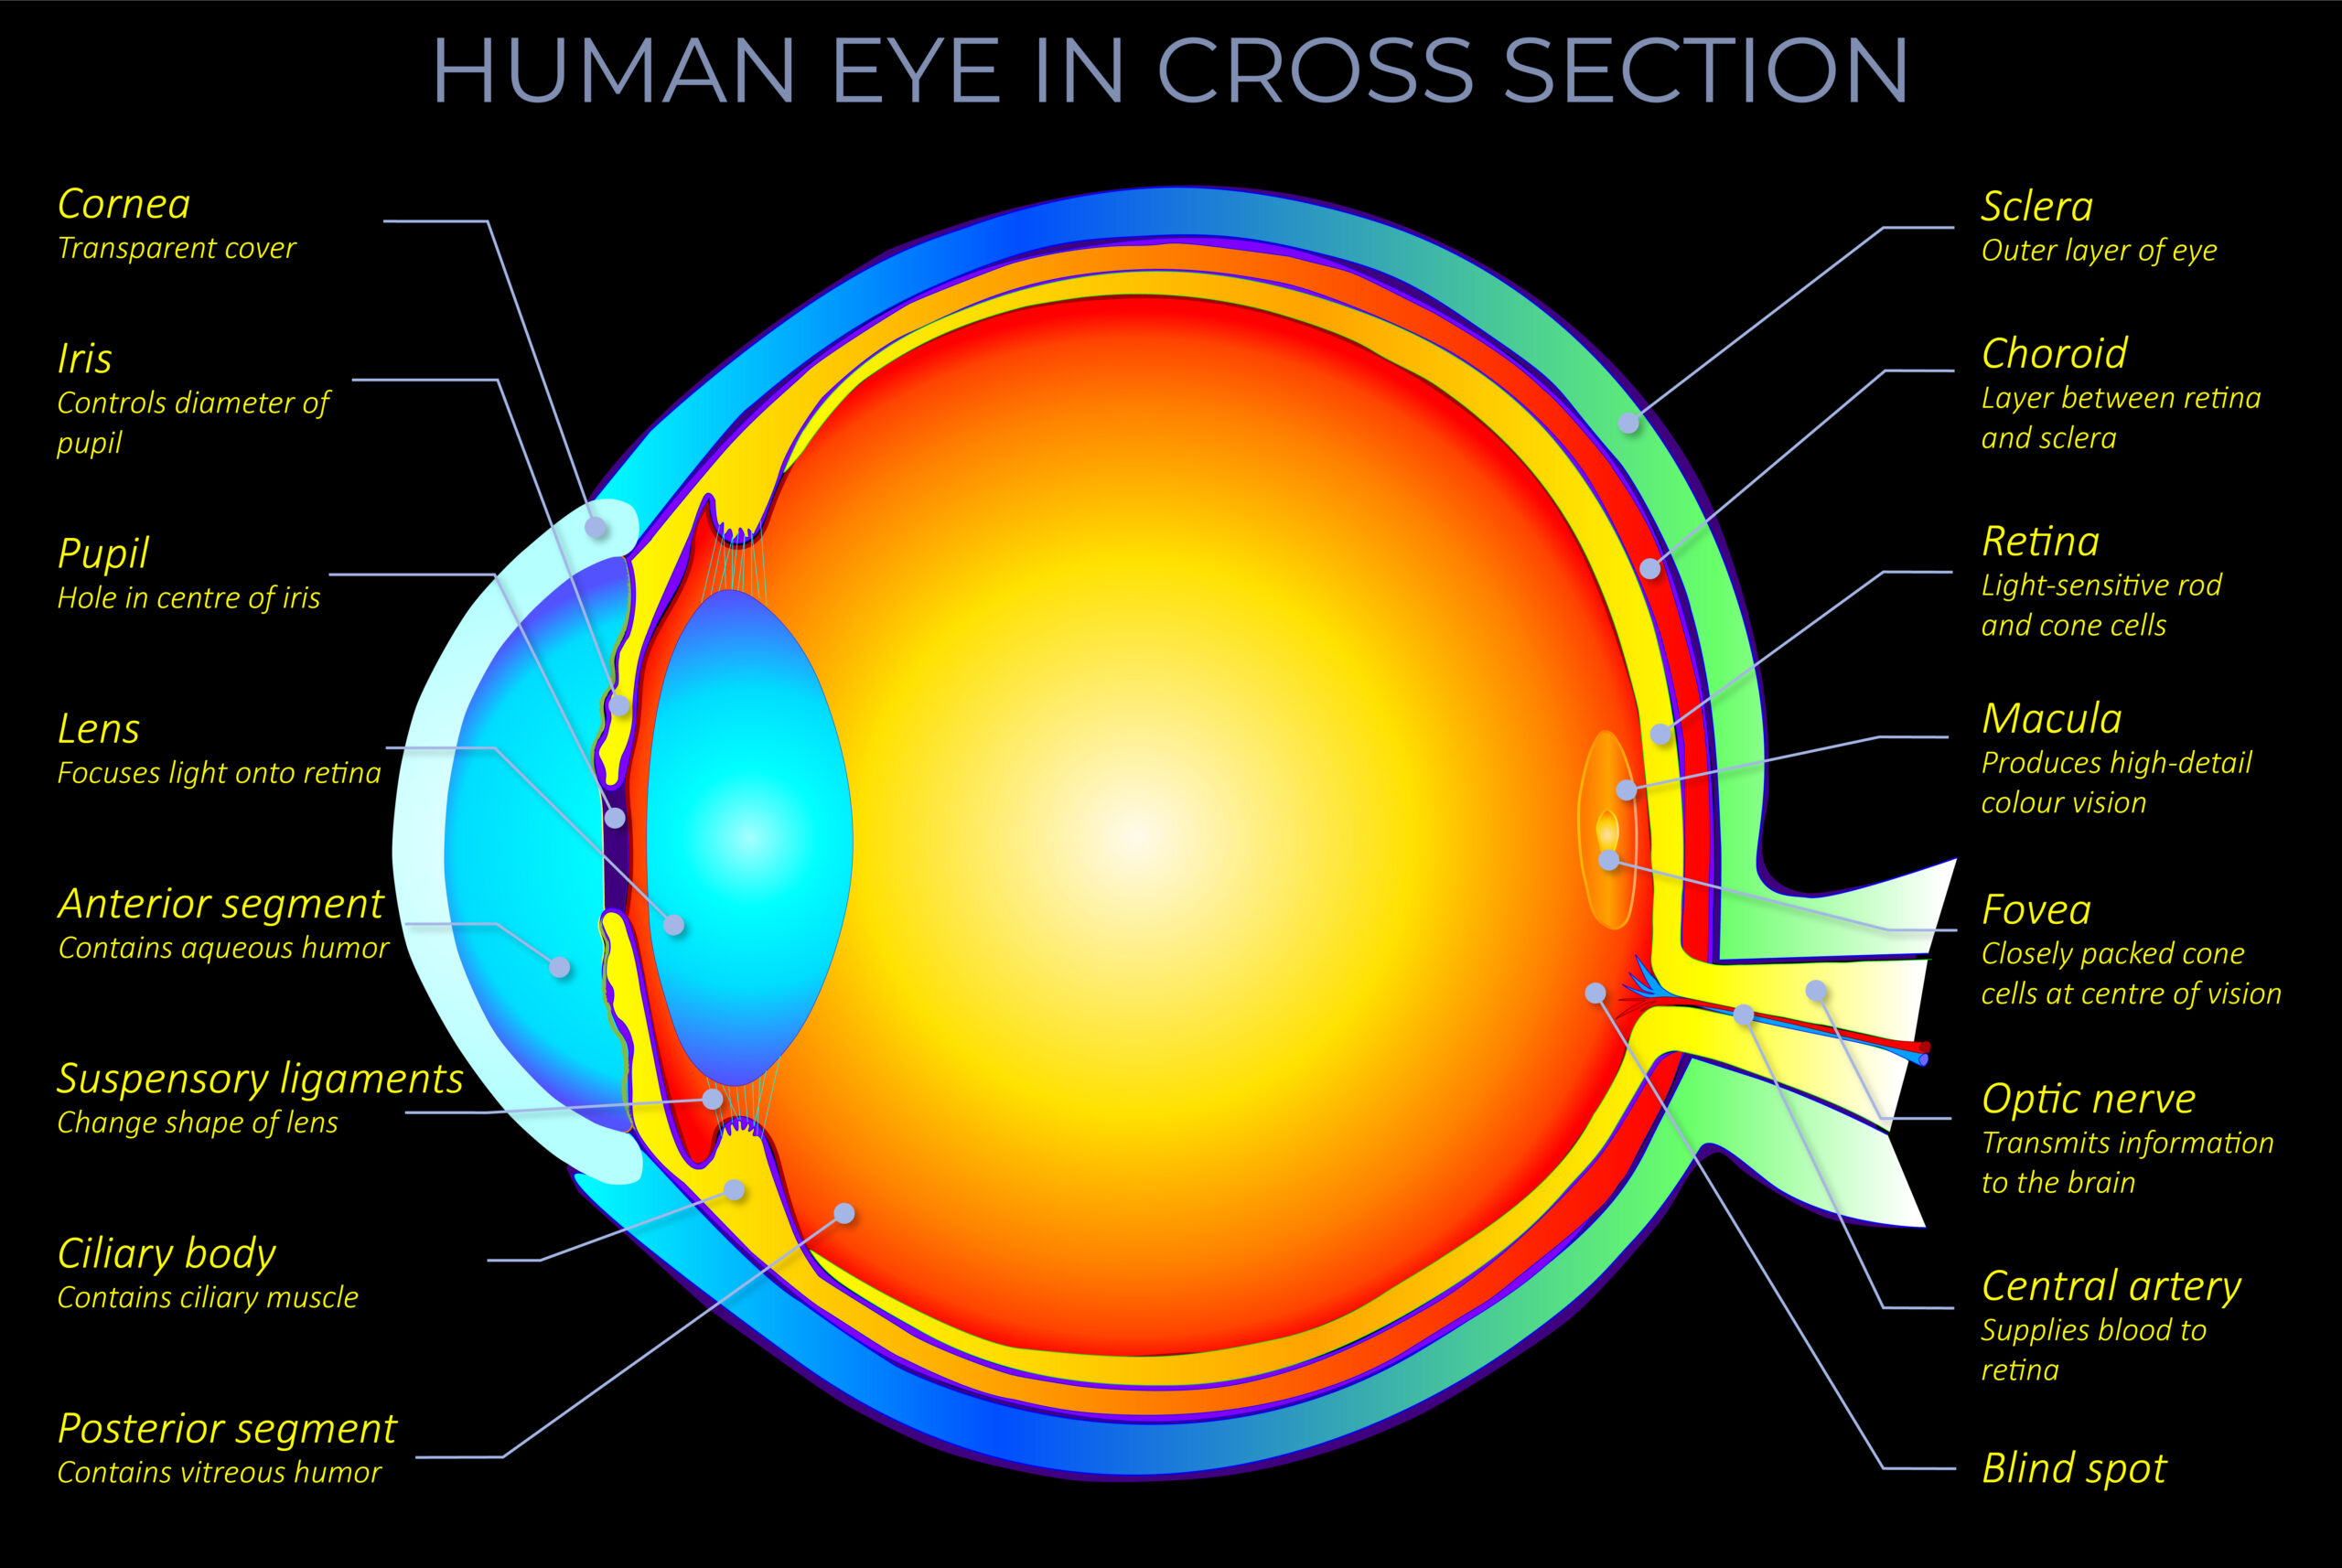 HUMAN EYE IN CROSS SECTION
Cornea
Transparent cover
Iris
Controls diameter of
pupil
Pupil
Hole in centre of iris
Lens
Focuses light onto retina
Anterior segment
Contains aqueous humor
Suspensory ligaments
Change shape of lens
Ciliary body
Contains ciliary muscle
Posterior segment
Contains vitreous humor
Sclera
Outer layer of eye
Choroid
Layer between retina
and sclera
Retina
Light-sensitive rod
and cone cells
Macula
Produces high-detail
colour vision
Fovea
Closely packed cone
cells at centre of vision
Optic nerve
Transmits information
to the brain
Central artery
Supplies blood to
retina
Blind spot